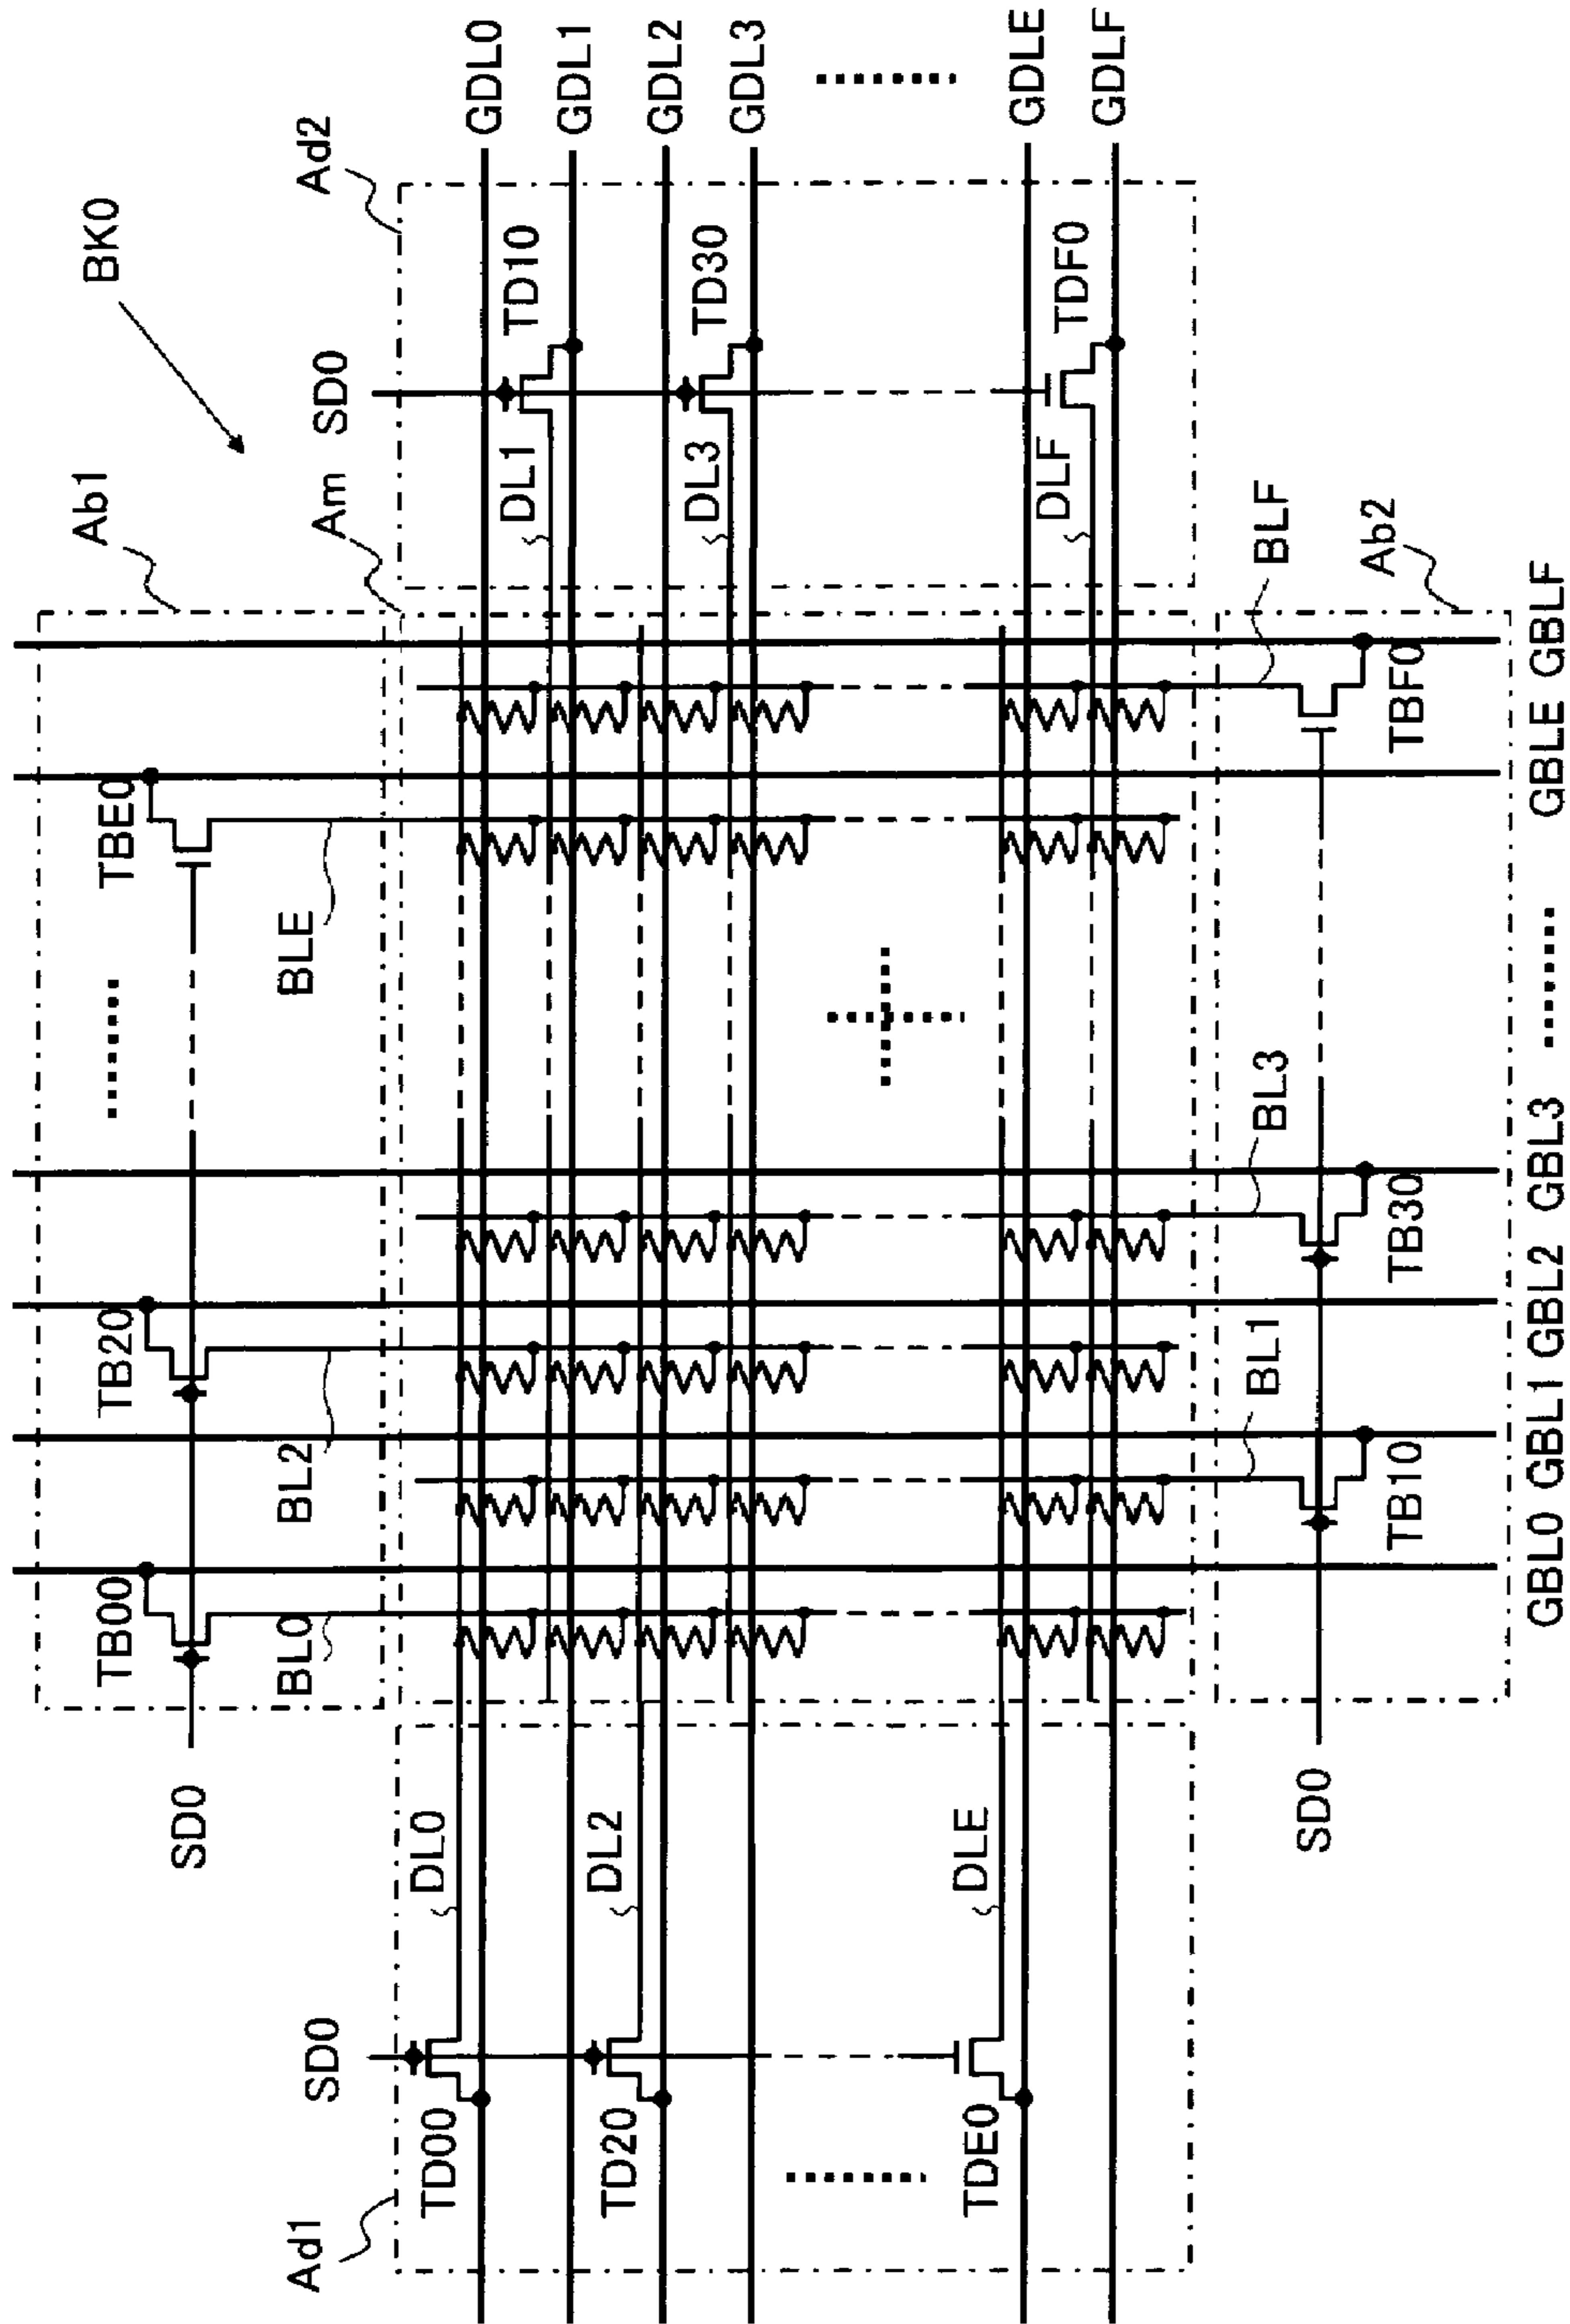 BK0
Ab1
Am
Ad2
SD0
TB00
TB20
TBE0
BL0
BL2
BLE
Ad1
SD0
TD00
DL0
TD20
DL2
TDE0
DLE
SD0
DL1
TD10
DL3
TD30
DLF
TDF0
GDL0
GDL1
GDL2
GDL3
GDLE
GDLF
SD0
BL1
BL3
BLF
Ab2
TB10
TB30
TBF0
GBL0 GBL1 GBL2 GBL3 GBLE GBLF